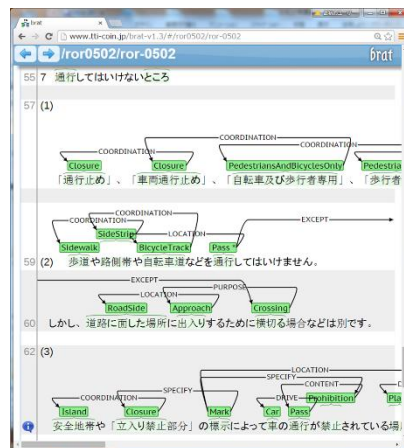 brat
www.tti-coin.jp/brat-v1.3/#/ror0502/ror-0502
/ror0502/ror-0502
brat
55 7 通行してはいけないところ
57 (1)
COORDINATION
COORDINATION COORDINATION
Closure Closure PedestriansAndBicyclesOnly Pedestria
「通行止め」、「車両通行止め」、「自転車及び歩行者専用」、「歩行者
COORDINATION
COORDINATION EXCEPT
SideStrip LOCATION
Sidewalk BicycleTrack Pass
59 (2) 歩道や路側帯や自転車道などを通行してはいけません。
EXCEPT
LOCATION PURPOSE
RoadSide Approach Crossing
60 しかし、道路に面した場所に出入りするために横切る場合などは別です。
62 (3)
LOCATION
SPECIFY
SPECIFY CONTENT
COORDINATION DRIVE Prohibition Pla
Island Closure Mark Car Pass
安全地帯や「立入り禁止部分」の標示によって車の通行が禁止されている場